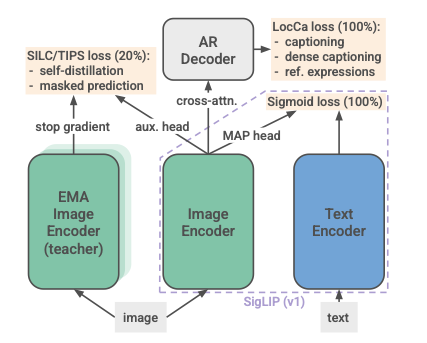 AR
Decoder
LocCa loss (100%):
- captioning
- dense captioning
- ref. expressions
SILC/TIPS loss (20%):
- self-distillation
- masked prediction
cross-attn.
Sigmoid loss (100%)
stop gradient
aux. head
MAP head
EMA
Image
Encoder
(teacher)
Image
Encoder
Text
Encoder
SigLIP (v1)
image
text